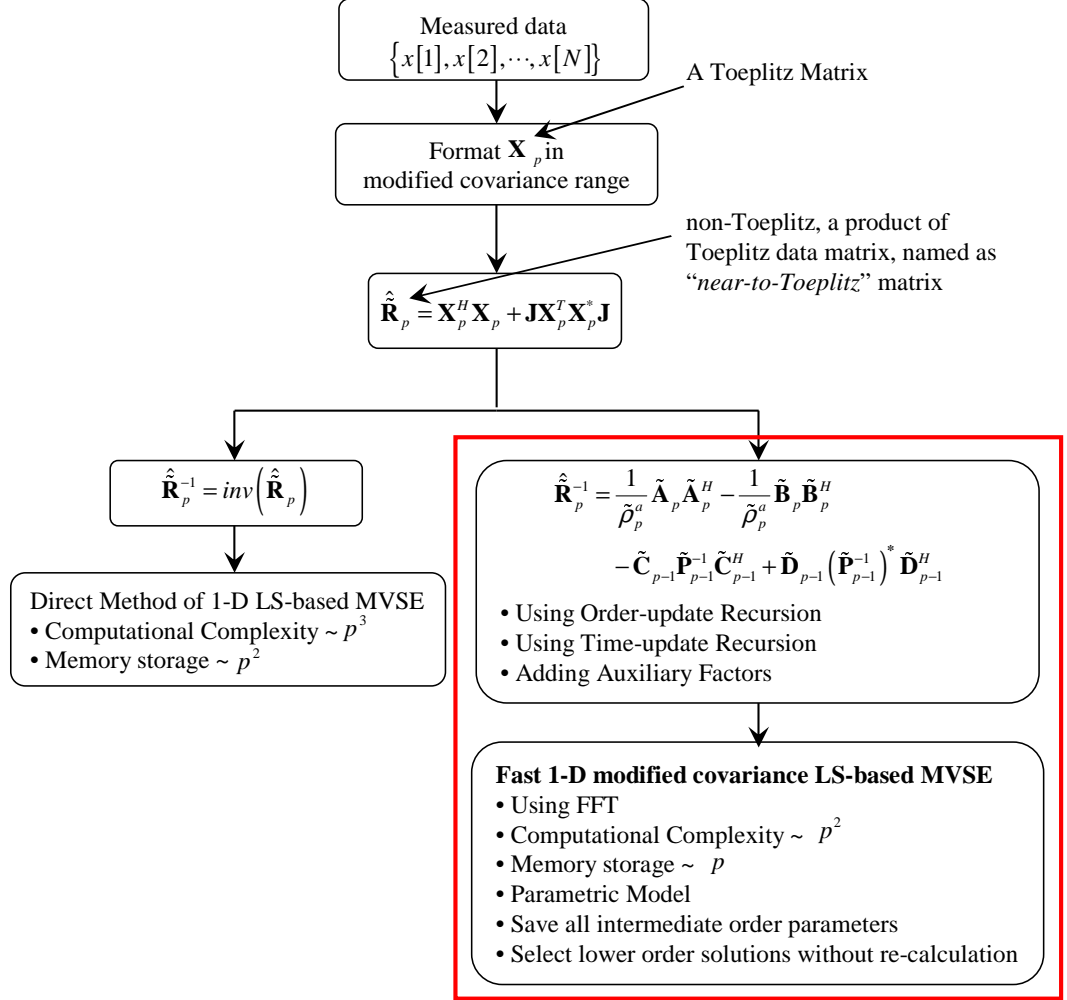 Measured data
{x[1], x[2], ⋯, x[N]}
A Toeplitz Matrix
Format 𝐗_p in
modified covariance range
non-Toeplitz, a product of
Toeplitz data matrix, named as
“near-to-Toeplitz” matrix
𝐑̃̂_p = 𝐗_p^H 𝐗_p + 𝐉𝐗_p^T 𝐗_p^* 𝐉
𝐑̃̂_p^{-1} = inv(𝐑̃̂_p)
Direct Method of 1-D LS-based MVSE
• Computational Complexity ~ p^3
• Memory storage ~ p^2
𝐑̃̂_p^{-1} = \frac{1}{ρ̃_p^a} 𝐀̃_p 𝐀̃_p^H − \frac{1}{ρ̃_p^a} 𝐁̃_p 𝐁̃_p^H
− 𝐂̃_{p-1} 𝐏̃_{p-1}^{-1} 𝐂̃_{p-1}^H + 𝐃̃_{p-1} (𝐏̃_{p-1}^{-1})^* 𝐃̃_{p-1}^H
• Using Order-update Recursion
• Using Time-update Recursion
• Adding Auxiliary Factors
Fast 1-D modified covariance LS-based MVSE
• Using FFT
• Computational Complexity ~ p^2
• Memory storage ~ p
• Parametric Model
• Save all intermediate order parameters
• Select lower order solutions without re-calculation